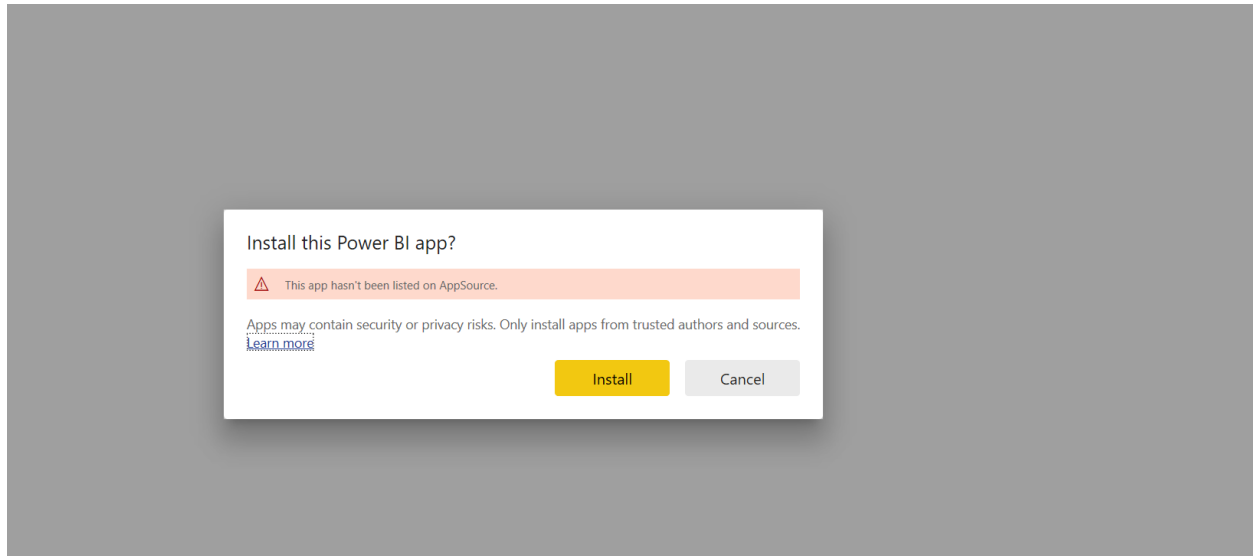 Install this Power BI app?
This app hasn't been listed on AppSource.
Apps may contain security or privacy risks. Only install apps from trusted authors and sources.
Learn more
Install Cancel